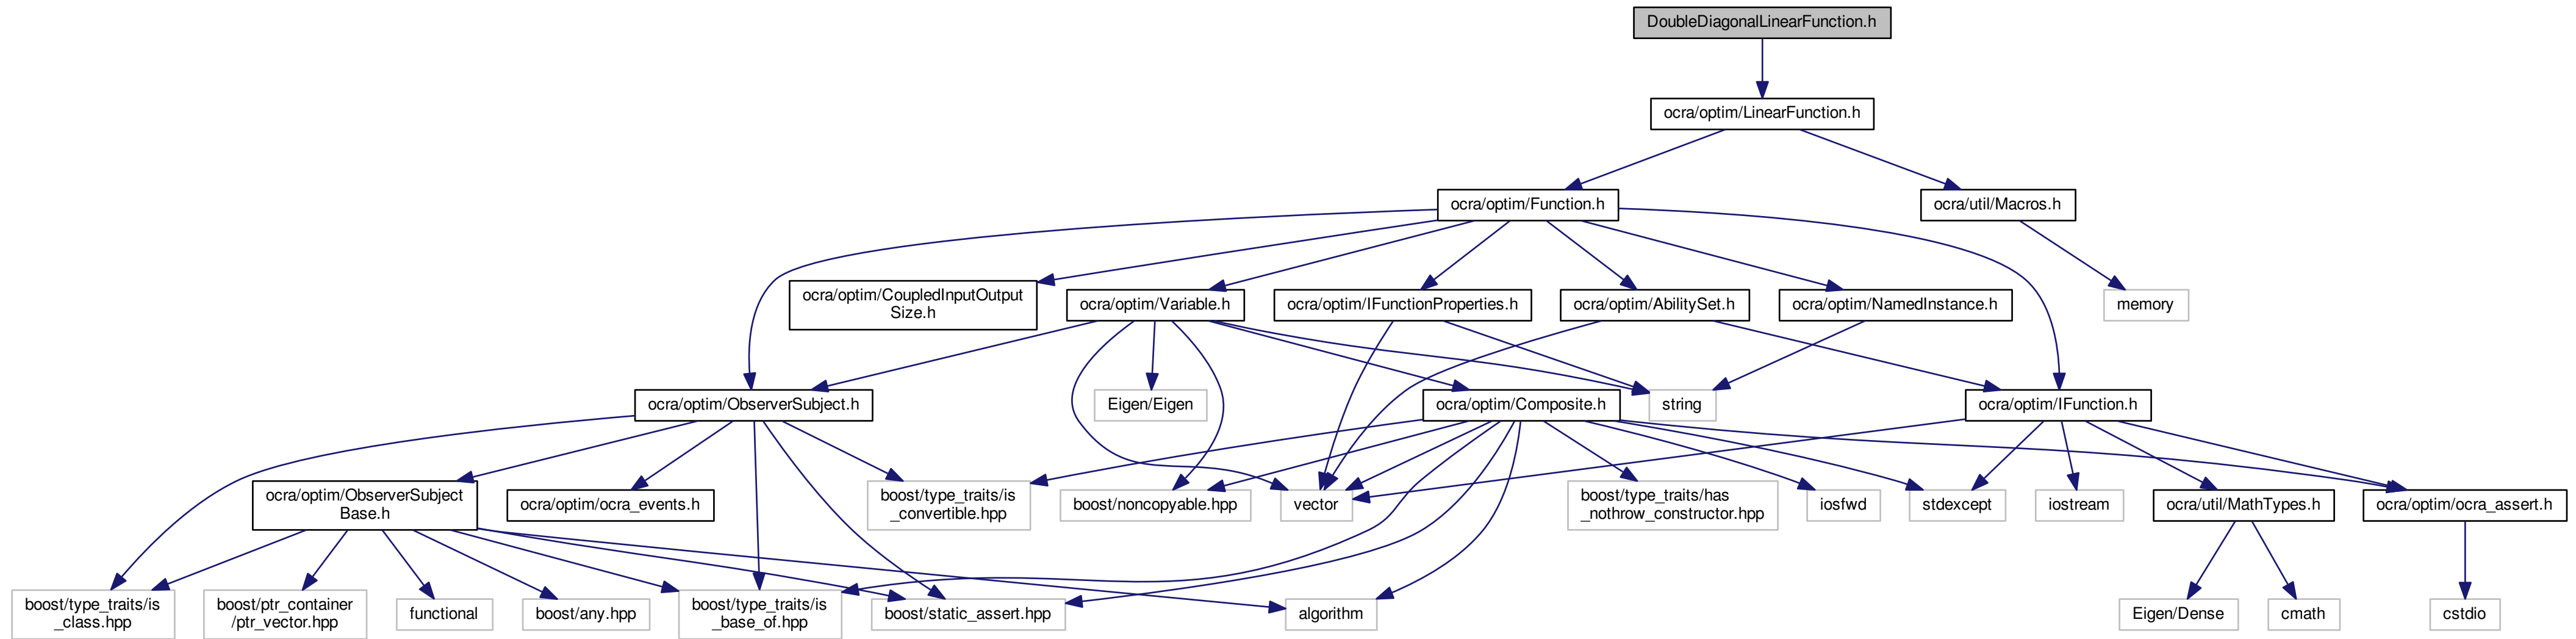 DoubleDiagonalLinearFunction.h
ocra/optim/LinearFunction.h
ocra/optim/Function.h
ocra/util/Macros.h
ocra/optim/CoupledInputOutput
Size.h
ocra/optim/Variable.h
ocra/optim/IFunctionProperties.h
ocra/optim/AbilitySet.h
ocra/optim/NamedInstance.h
memory
ocra/optim/ObserverSubject.h
Eigen/Eigen
ocra/optim/Composite.h
string
ocra/optim/IFunction.h
ocra/optim/ObserverSubject
Base.h
ocra/optim/ocra_events.h
boost/type_traits/is
_convertible.hpp
boost/noncopyable.hpp
vector
boost/type_traits/has
_nothrow_constructor.hpp
iosfwd
stdexcept
iostream
ocra/util/MathTypes.h
ocra/optim/ocra_assert.h
boost/type_traits/is
_class.hpp
boost/ptr_container
/ptr_vector.hpp
functional
boost/any.hpp
boost/type_traits/is
_base_of.hpp
boost/static_assert.hpp
algorithm
Eigen/Dense
cmath
cstdio